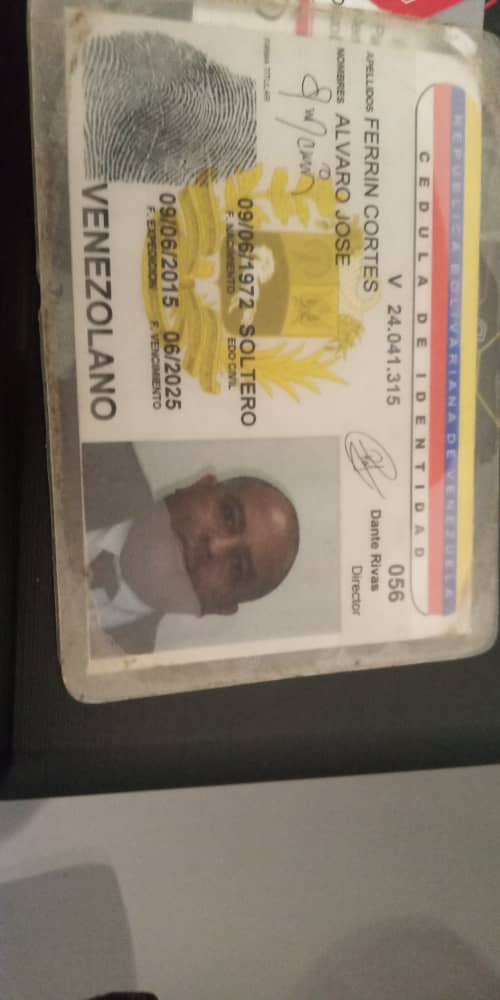 REPUBLICA BOLIVARIANA DE VENEZUELA
CEDULA DE IDENTIDAD
V 24.041.315
056
APELLIDOS FERRIN CORTES
Dante Rivas
Director
NOMBRES ALVARO JOSE
FIRMA TITULAR
09/06/1972 SOLTERO
F. NACIMIENTO EDO CIVIL
09/06/2015 06/2025
F. EXPEDICION F. VENCIMIENTO
VENEZOLANO